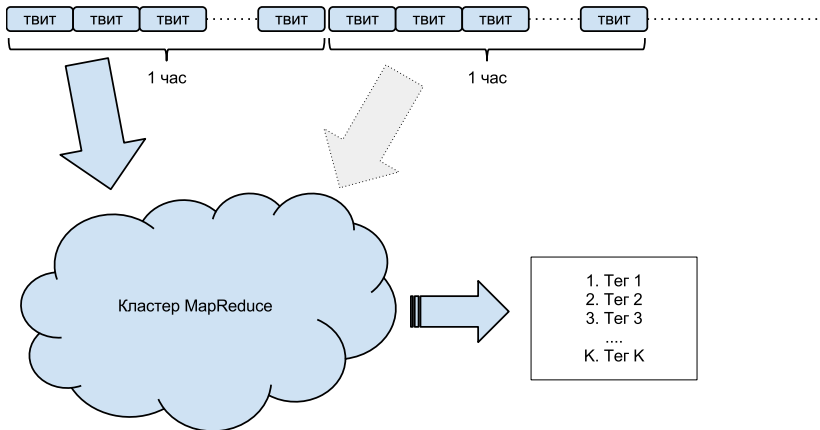 твит твит твит твит твит твит твит твит
1 час 1 час
Кластер MapReduce
1. Тег 1
2. Тег 2
3. Тег 3
....
K. Тег K